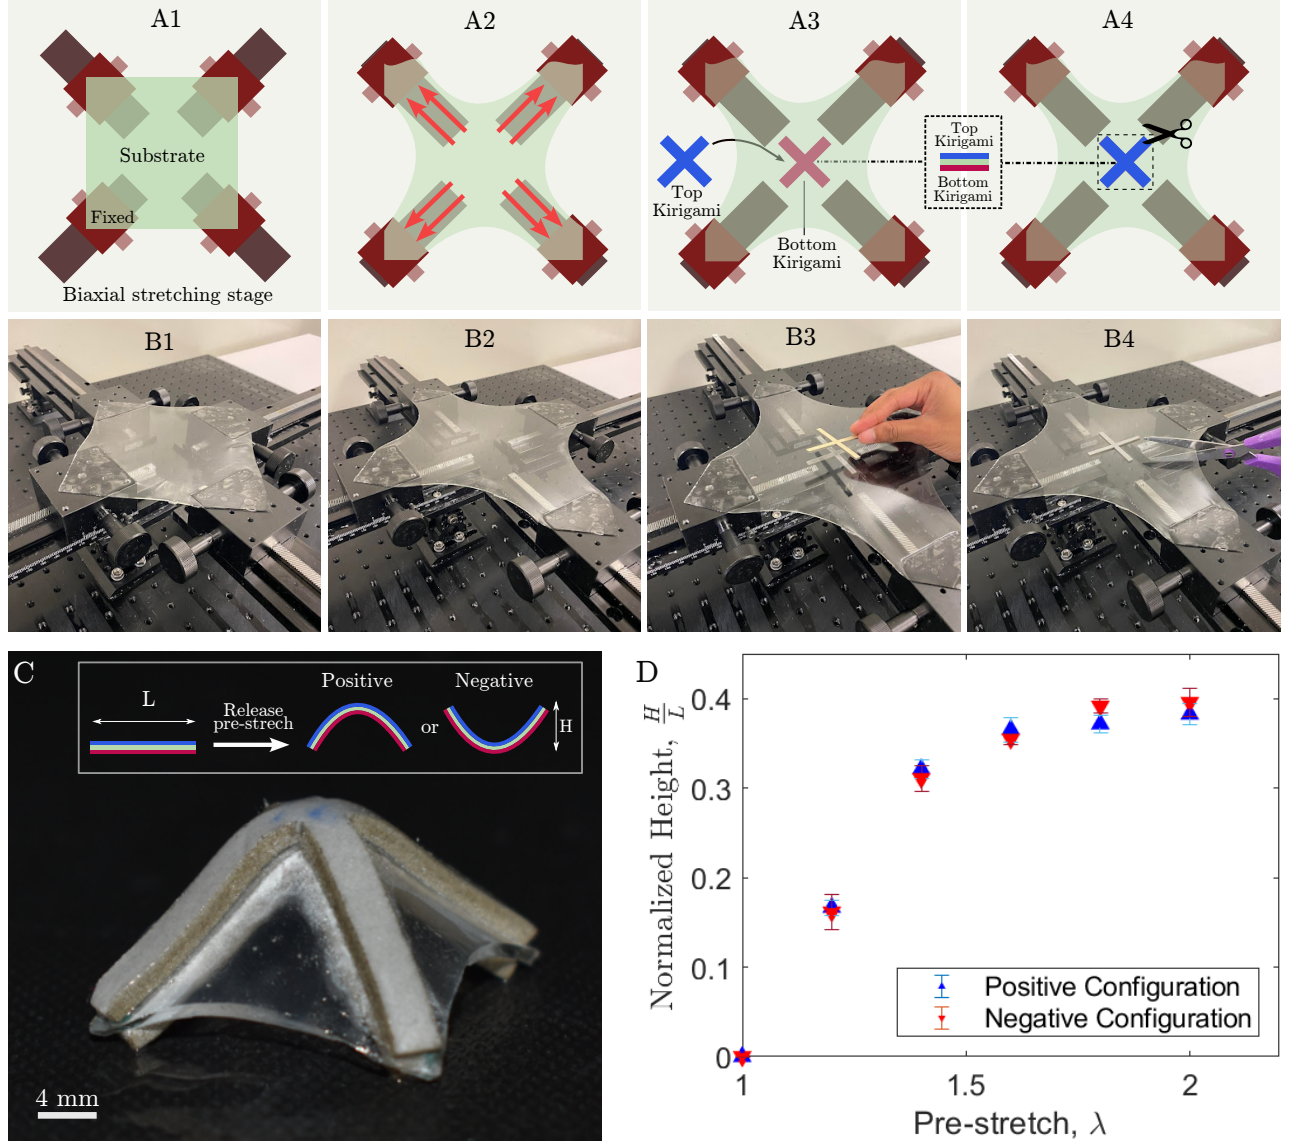 A1
Substrate
Fixed
Biaxial stretching stage
A2
A3
Top
Kirigami
Bottom
Kirigami
Top
Kirigami
Bottom
Kirigami
A4
B1
B2
B3
B4
C
L
Release
pre-strech
Positive
or
Negative
H
4 mm
D
Normalized Height, H/L
0.4
0.3
0.2
0.1
0
1
1.5
2
Pre-stretch, λ
Positive Configuration
Negative Configuration